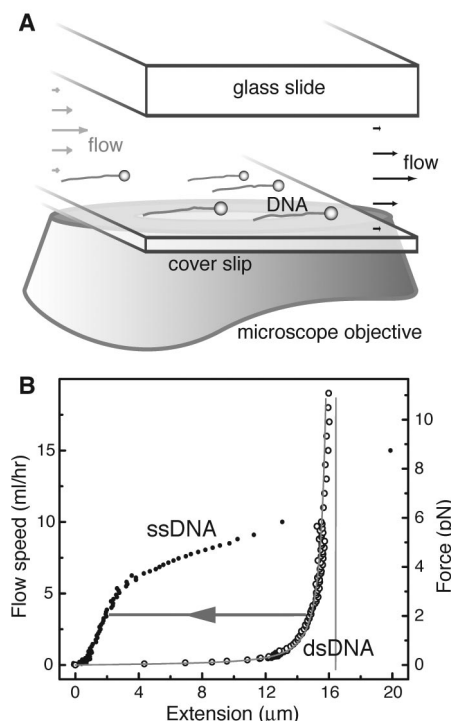 A
glass slide
flow
flow
DNA
cover slip
microscope objective
B
Flow speed (ml/hr)
15
10
5
0
ssDNA
dsDNA
10
8
6
4
2
0
Force (pN)
0
4
8
12
16
20
Extension (μm)